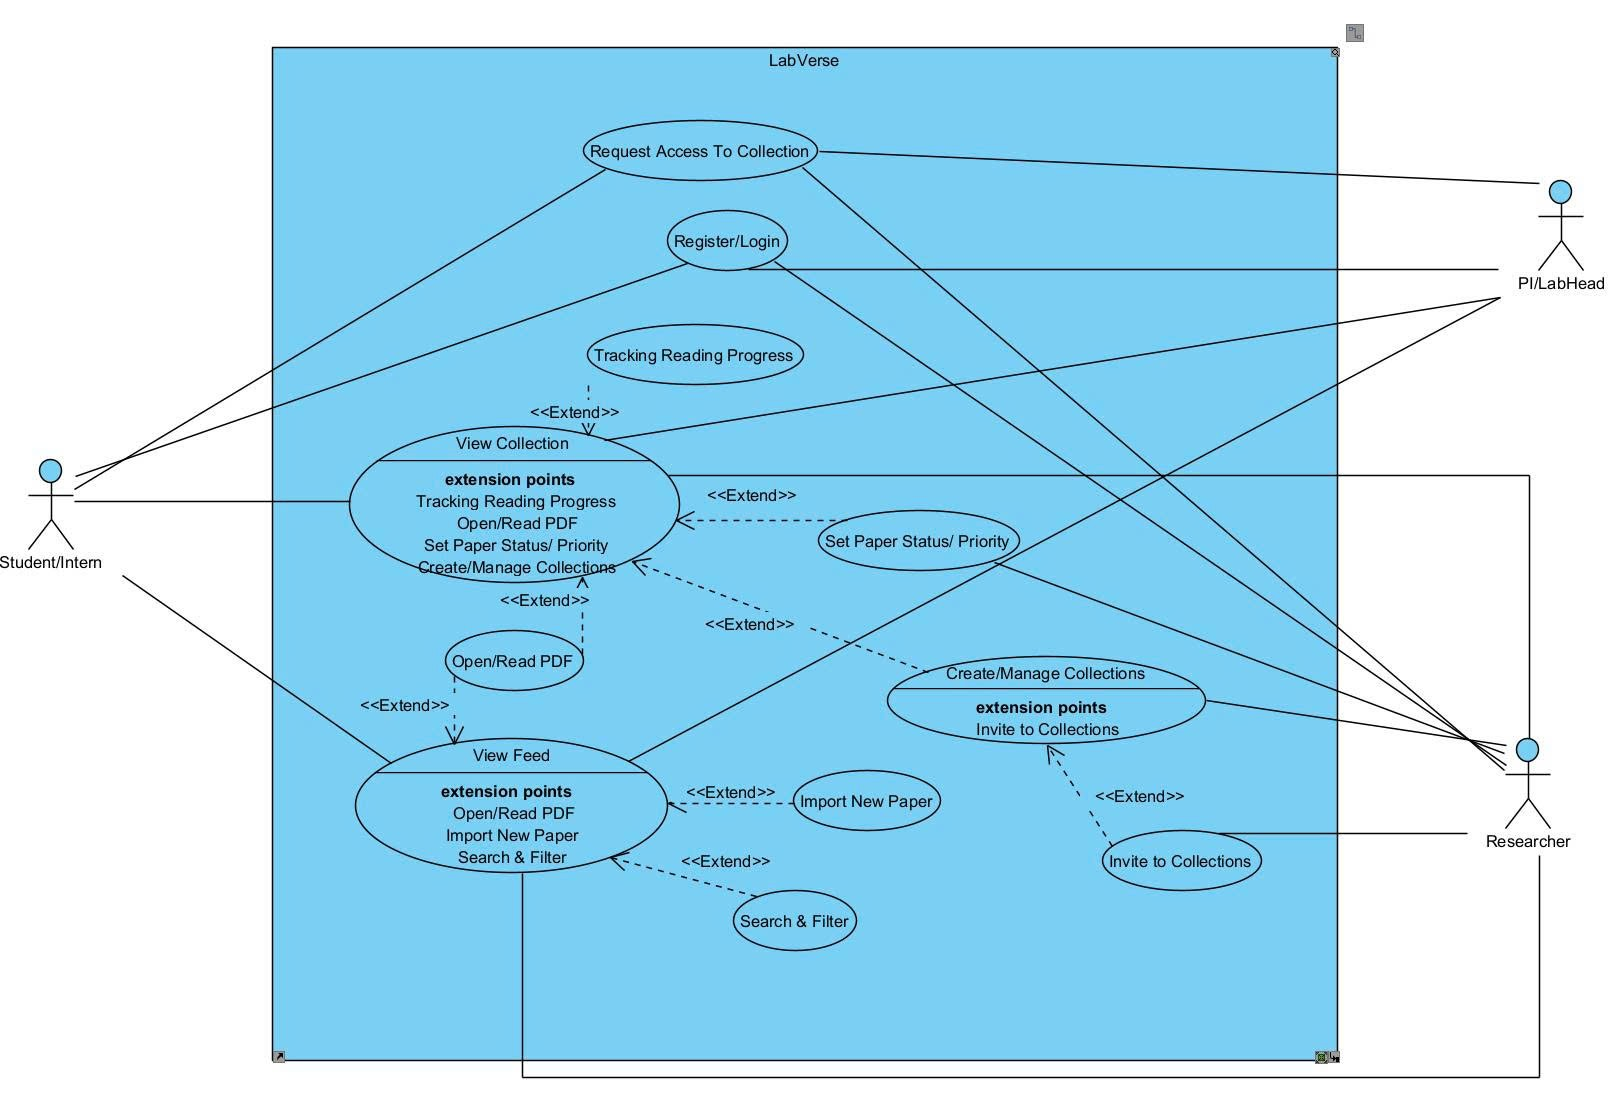 LabVerse
Request Access To Collection
Register/Login
PI/LabHead
Tracking Reading Progress
<<Extend>>
View Collection
extension points
Tracking Reading Progress
Open/Read PDF
Set Paper Status/ Priority
Create/Manage Collections
<<Extend>>
Set Paper Status/ Priority
Student/Intern
<<Extend>>
<<Extend>>
Open/Read PDF
Create/Manage Collections
extension points
Invite to Collections
<<Extend>>
View Feed
extension points
Open/Read PDF
Import New Paper
Search & Filter
<<Extend>>
Import New Paper
<<Extend>>
Researcher
<<Extend>>
Invite to Collections
Search & Filter